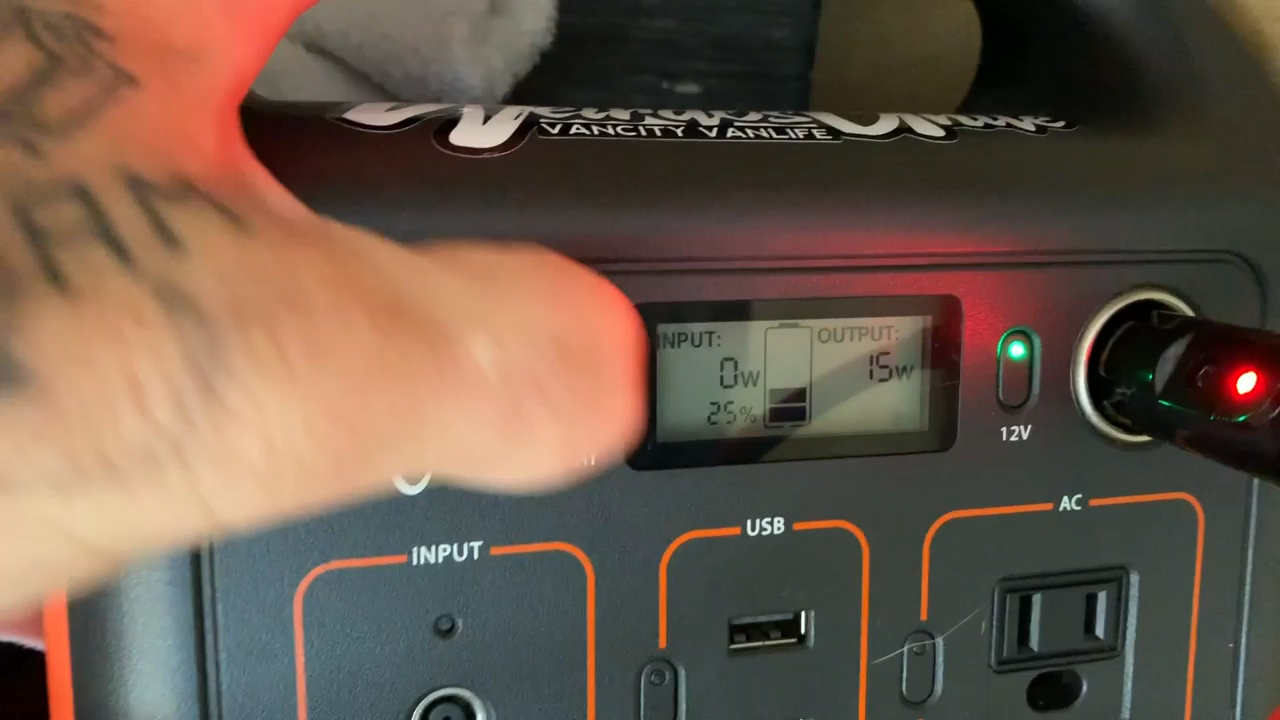 VANCITY VANLIFE
INPUT: OUTPUT:
0W 15W
25%
12V
INPUT
USB
AC